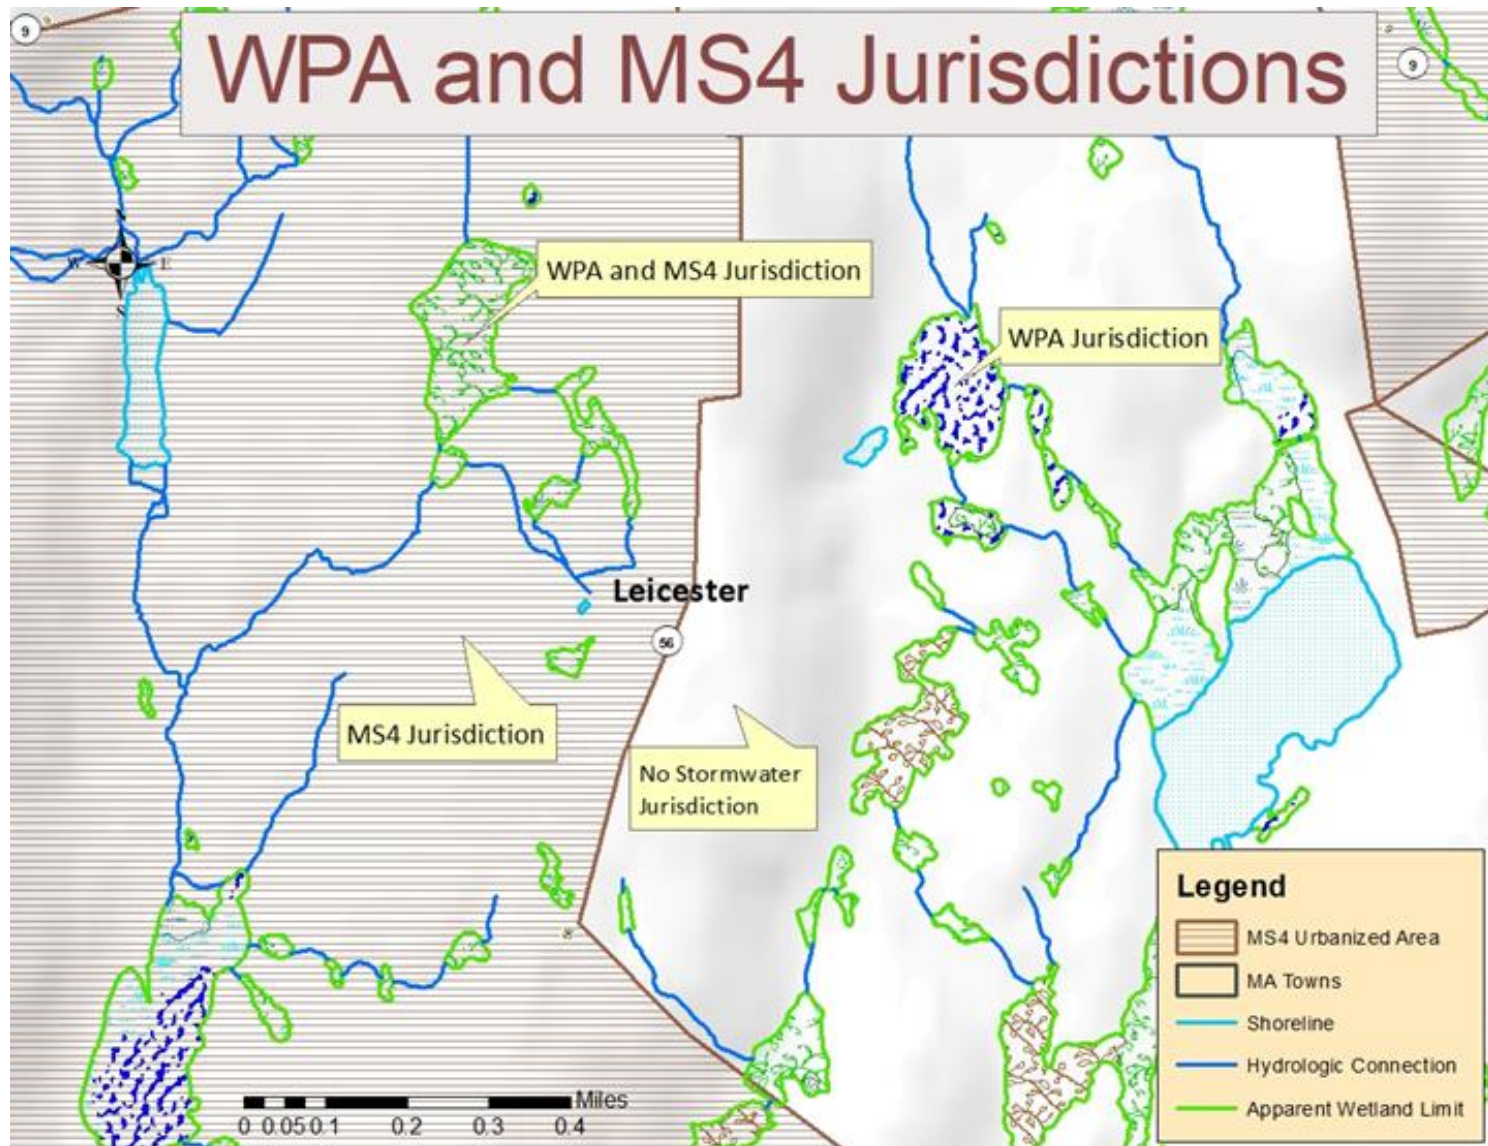 9
WPA and MS4 Jurisdictions
9
N
W
E
S
WPA and MS4 Jurisdiction
WPA Jurisdiction
Leicester
56
MS4 Jurisdiction
No Stormwater
Jurisdiction
Legend
MS4 Urbanized Area
MA Towns
Shoreline
Hydrologic Connection
Apparent Wetland Limit
Miles
0 0.05 0.1 0.2 0.3 0.4